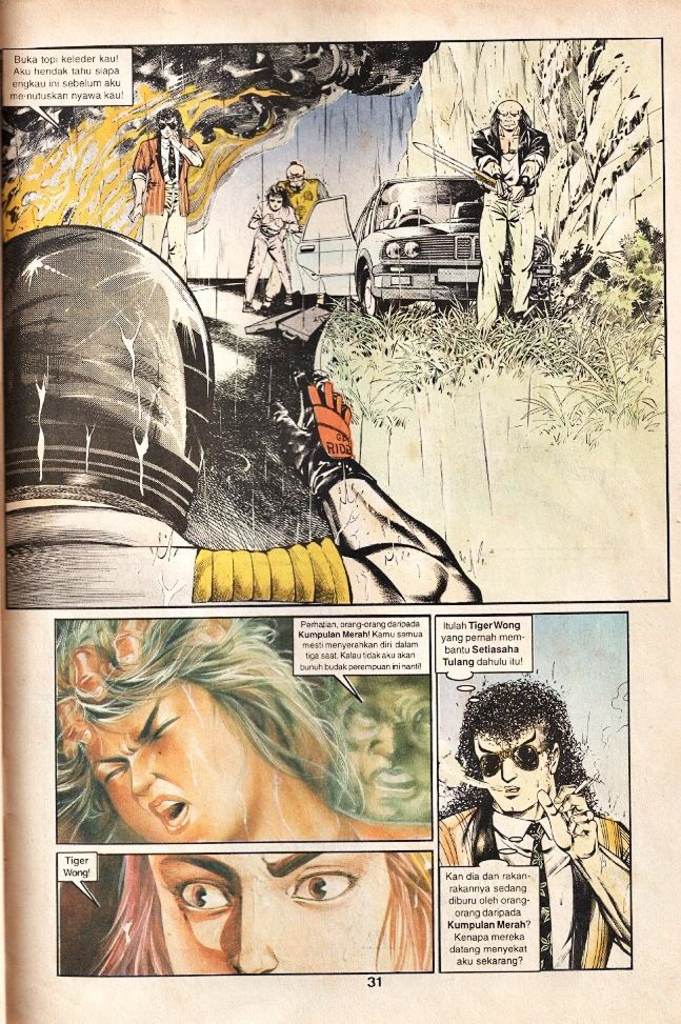 Buka topi keledar kau!
Aku hendak tahu siapa
engkau ini sebelum aku
memutuskan nyawa kau!
RIDE
Perhatian, orang-orang daripada
Kumpulan Merah! Kamu semua
mesti menyerahkan diri dalam
tiga saat. Kalau tidak aku akan
bunuh budak perempuan ini nanti!
Itulah Tiger Wong
yang pernah mem-
bantu Setiasaha
Tulang dahulu itu!
Tiger
Wong!
Kan dia dan rakan-
rakannya sedang
diburu oleh orang-
orang daripada
Kumpulan Merah?
Kenapa mereka
datang menyekat
aku sekarang?
31